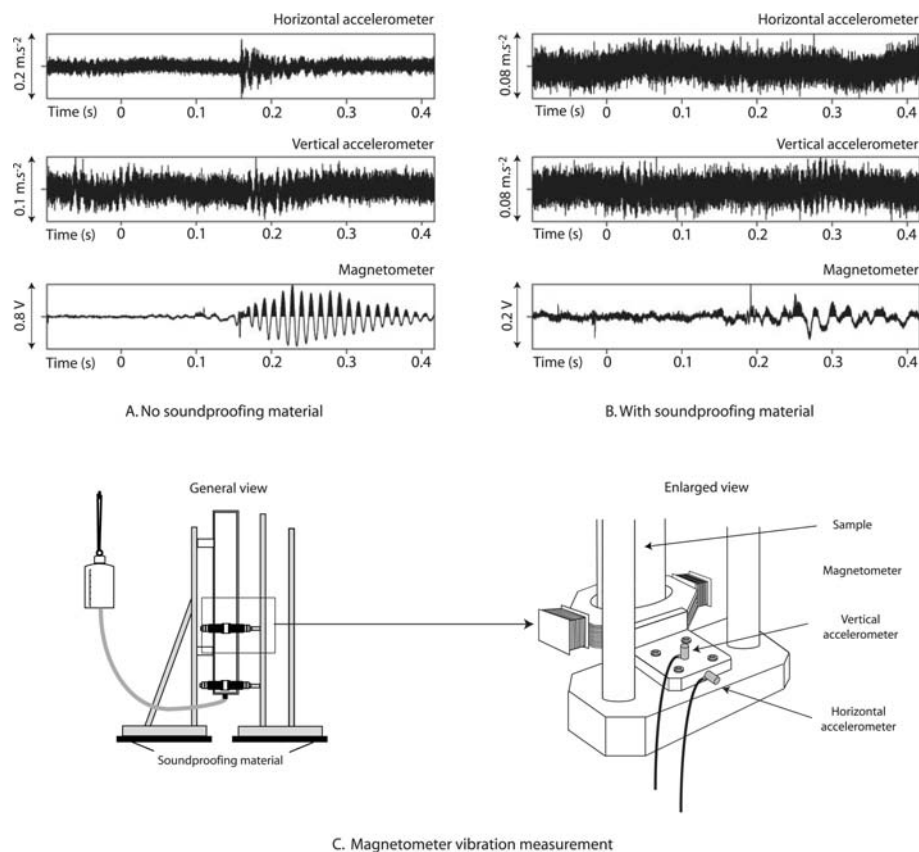 Horizontal accelerometer
0.2 m.s-2
Time (s) 0 0.1 0.2 0.3 0.4
Vertical accelerometer
0.1 m.s-2
Time (s) 0 0.1 0.2 0.3 0.4
Magnetometer
0.8 V
Time (s) 0 0.1 0.2 0.3 0.4
A. No soundproofing material
Horizontal accelerometer
0.08 m.s-2
Time (s) 0 0.1 0.2 0.3 0.4
Vertical accelerometer
0.08 m.s-2
Time (s) 0 0.1 0.2 0.3 0.4
Magnetometer
0.2 V
Time (s) 0 0.1 0.2 0.3 0.4
B. With soundproofing material
General view
Soundproofing material
Enlarged view
Sample
Magnetometer
Vertical
accelerometer
Horizontal
accelerometer
C. Magnetometer vibration measurement